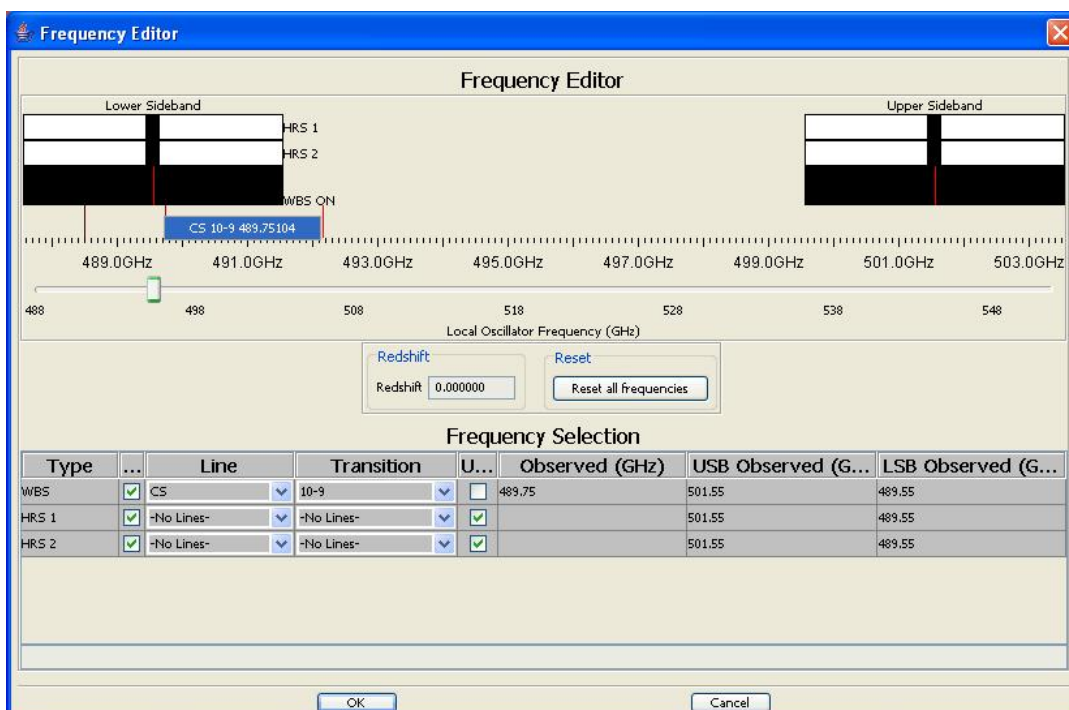 Frequency Editor
Frequency Editor
Lower Sideband
Upper Sideband
HRS 1
HRS 2
WBS ON
CS 10-9 489.75104
489.0GHz 491.0GHz 493.0GHz 495.0GHz 497.0GHz 499.0GHz 501.0GHz 503.0GHz
488 498 508 518 528 538 548
Local Oscillator Frequency (GHz)
Redshift Reset
Redshift 0.000000 Reset all frequencies
Frequency Selection
Type ... Line Transition U... Observed (GHz) USB Observed (G... LSB Observed (G...
WBS CS 10-9 489.75 501.55 489.55
HRS 1 -No Lines- -No Lines- 501.55 489.55
HRS 2 -No Lines- -No Lines- 501.55 489.55
OK Cancel